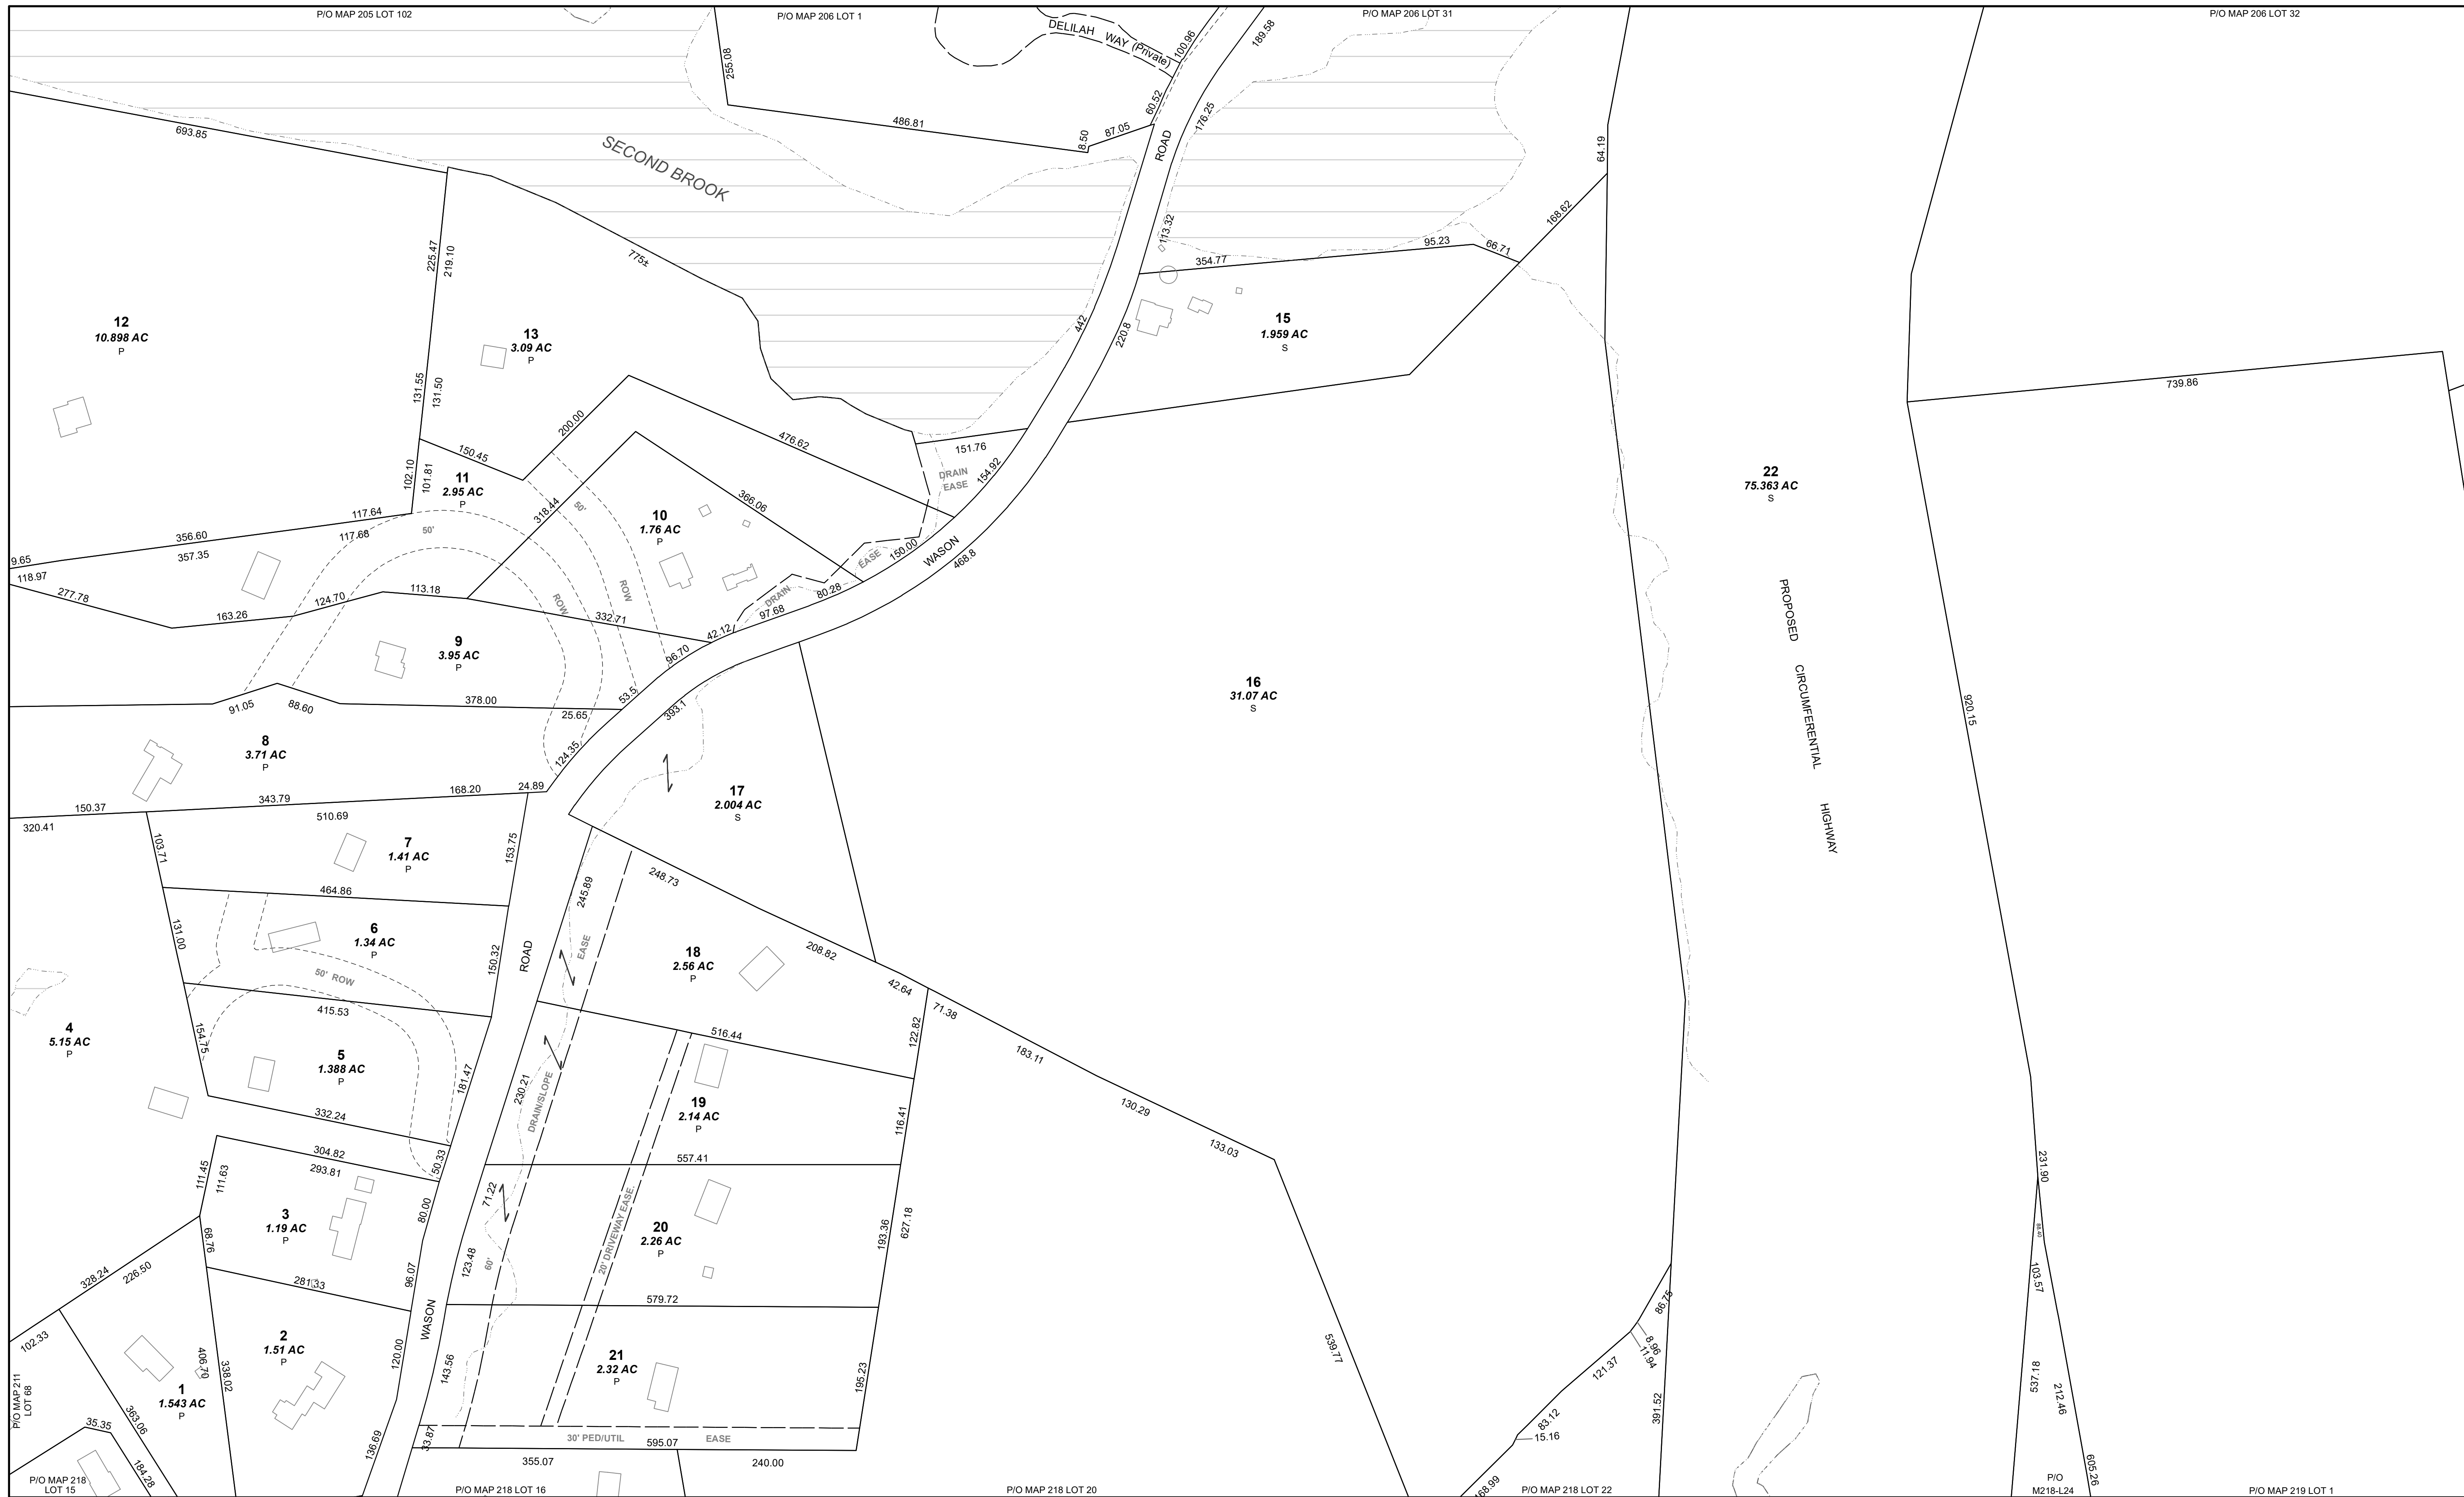 P/O MAP 205 LOT 102
P/O MAP 206 LOT 1
P/O MAP 206 LOT 31
P/O MAP 206 LOT 32
DELILAH WAY (Private)
100.96
189.58
255.08
60.52
176.25
486.81
8.50
87.05
ROAD
64.19
693.85
SECOND BROOK
168.62
113.32
95.23
66.71
354.77
225.47
219.10
775±
12
10.898 AC
P
13
3.09 AC
P
15
1.959 AC
S
442
220.8
131.55
131.50
739.86
200.00
476.62
150.45
151.76
102.10
101.81
11
2.95 AC
P
DRAIN
EASE
154.92
22
75.363 AC
S
366.06
318.44
50'
10
1.76 AC
P
117.64
50'
117.68
356.60
357.35
9.65
118.97
277.78
150.00
WASON
468.8
EASE
DRAIN
80.28
97.68
113.18
124.70
163.26
ROW
ROW
332.71
42.12
96.70
9
3.95 AC
P
PROPOSED CIRCUMFERENTIAL HIGHWAY
16
31.07 AC
S
53.5
393.1
378.00
25.65
91.05
88.60
920.15
8
3.71 AC
P
124.35
17
2.004 AC
S
24.89
168.20
343.79
150.37
320.41
510.69
103.71
7
1.41 AC
P
153.75
464.86
248.73
245.89
131.00
6
1.34 AC
P
150.32
ROAD
EASE
208.82
18
2.56 AC
P
50' ROW
42.64
71.38
415.53
4
5.15 AC
P
154.75
5
1.388 AC
P
516.44
122.82
183.11
181.47
230.21
DRAIN/SLOPE
19
2.14 AC
P
116.41
130.29
332.24
133.03
304.82
293.81
50.33
557.41
231.90
111.45
111.63
3
1.19 AC
P
80.00
71.22
20' DRIVEWAY EASE.
20
2.26 AC
P
193.36
627.18
68.76
88.40
123.48
60'
96.07
281.33
328.24
226.50
103.57
579.72
86.75
WASON
102.33
2
1.51 AC
P
8.96
11.94
539.77
406.70
338.02
120.00
143.56
21
2.32 AC
P
195.23
121.37
537.18
212.46
P/O MAP 211
LOT 68
1
1.543 AC
P
363.06
391.52
35.35
83.12
15.16
136.69
33.87
30' PED/UTIL EASE
595.07
355.07
240.00
184.28
168.99
605.26
P/O MAP 218
LOT 15
P/O MAP 218 LOT 16
P/O MAP 218 LOT 20
P/O MAP 218 LOT 22
P/O
M218-L24
P/O MAP 219 LOT 1